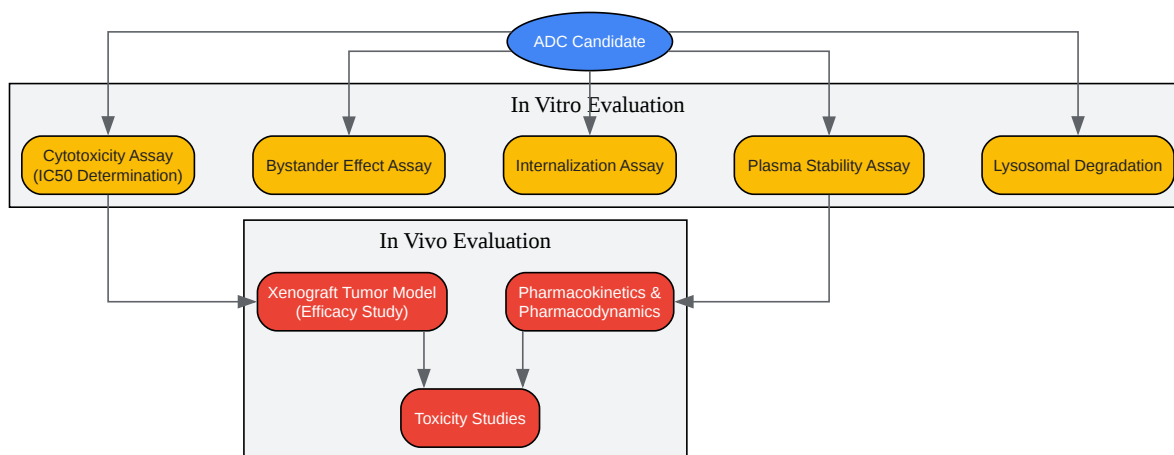 ADC Candidate
In Vitro Evaluation
Cytotoxicity Assay
(IC50 Determination)
Bystander Effect Assay
Internalization Assay
Plasma Stability Assay
Lysosomal Degradation
In Vivo Evaluation
Xenograft Tumor Model
(Efficacy Study)
Pharmacokinetics &
Pharmacodynamics
Toxicity Studies